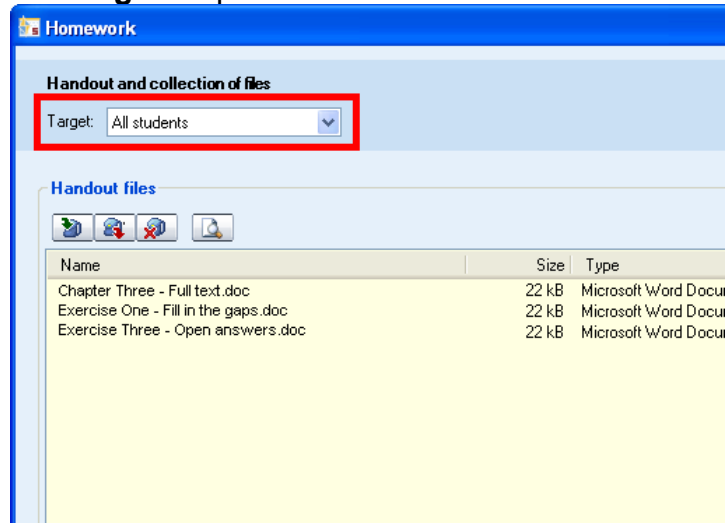 Homework
Handout and collection of files
Target: All students
Handout files
Name Size Type
Chapter Three - Full text.doc 22 kB Microsoft Word Docu
Exercise One - Fill in the gaps.doc 22 kB Microsoft Word Docu
Exercise Three - Open answers.doc 22 kB Microsoft Word Docu